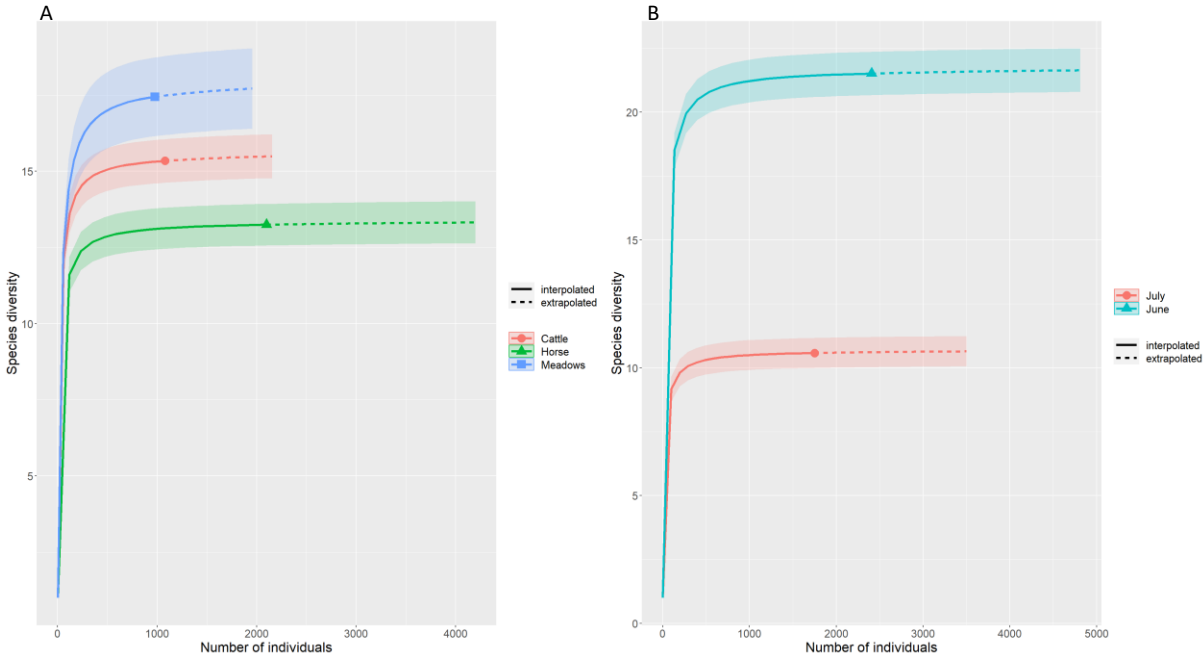 A
Species diversity
15
10
5
0
1000
2000
3000
4000
Number of individuals
interpolated
extrapolated
Cattle
Horse
Meadows
B
Species diversity
20
15
10
5
0
0
1000
2000
3000
4000
5000
Number of individuals
July
June
interpolated
extrapolated